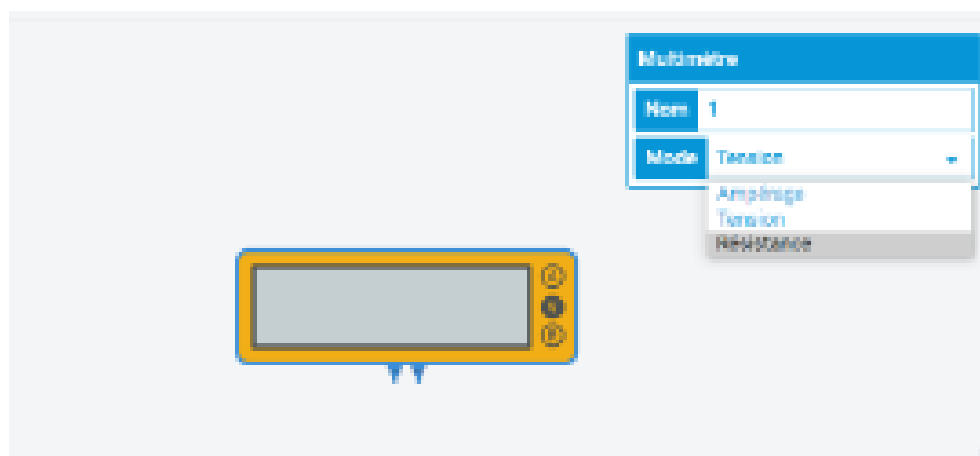 Multimètre
Nom 1
Mode Tension
Ampérage
Tension
Résistance
A
V
R